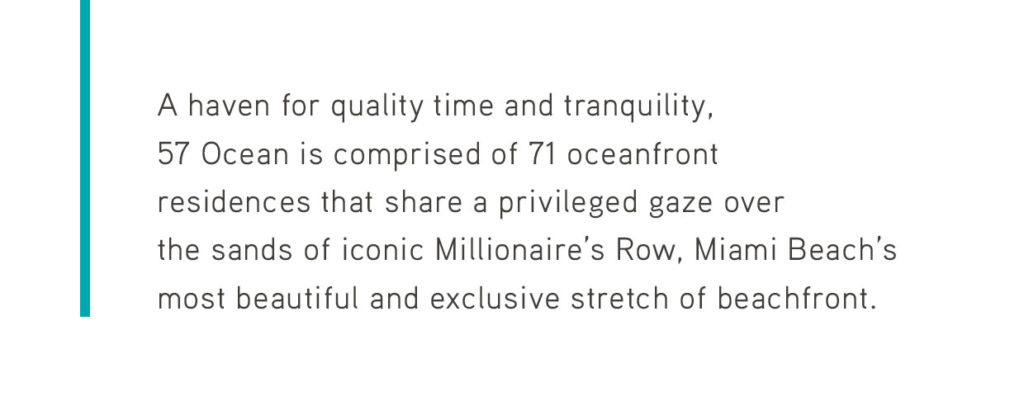 A haven for quality time and tranquility,
57 Ocean is comprised of 71 oceanfront
residences that share a privileged gaze over
the sands of iconic Millionaire’s Row, Miami Beach’s
most beautiful and exclusive stretch of beachfront.